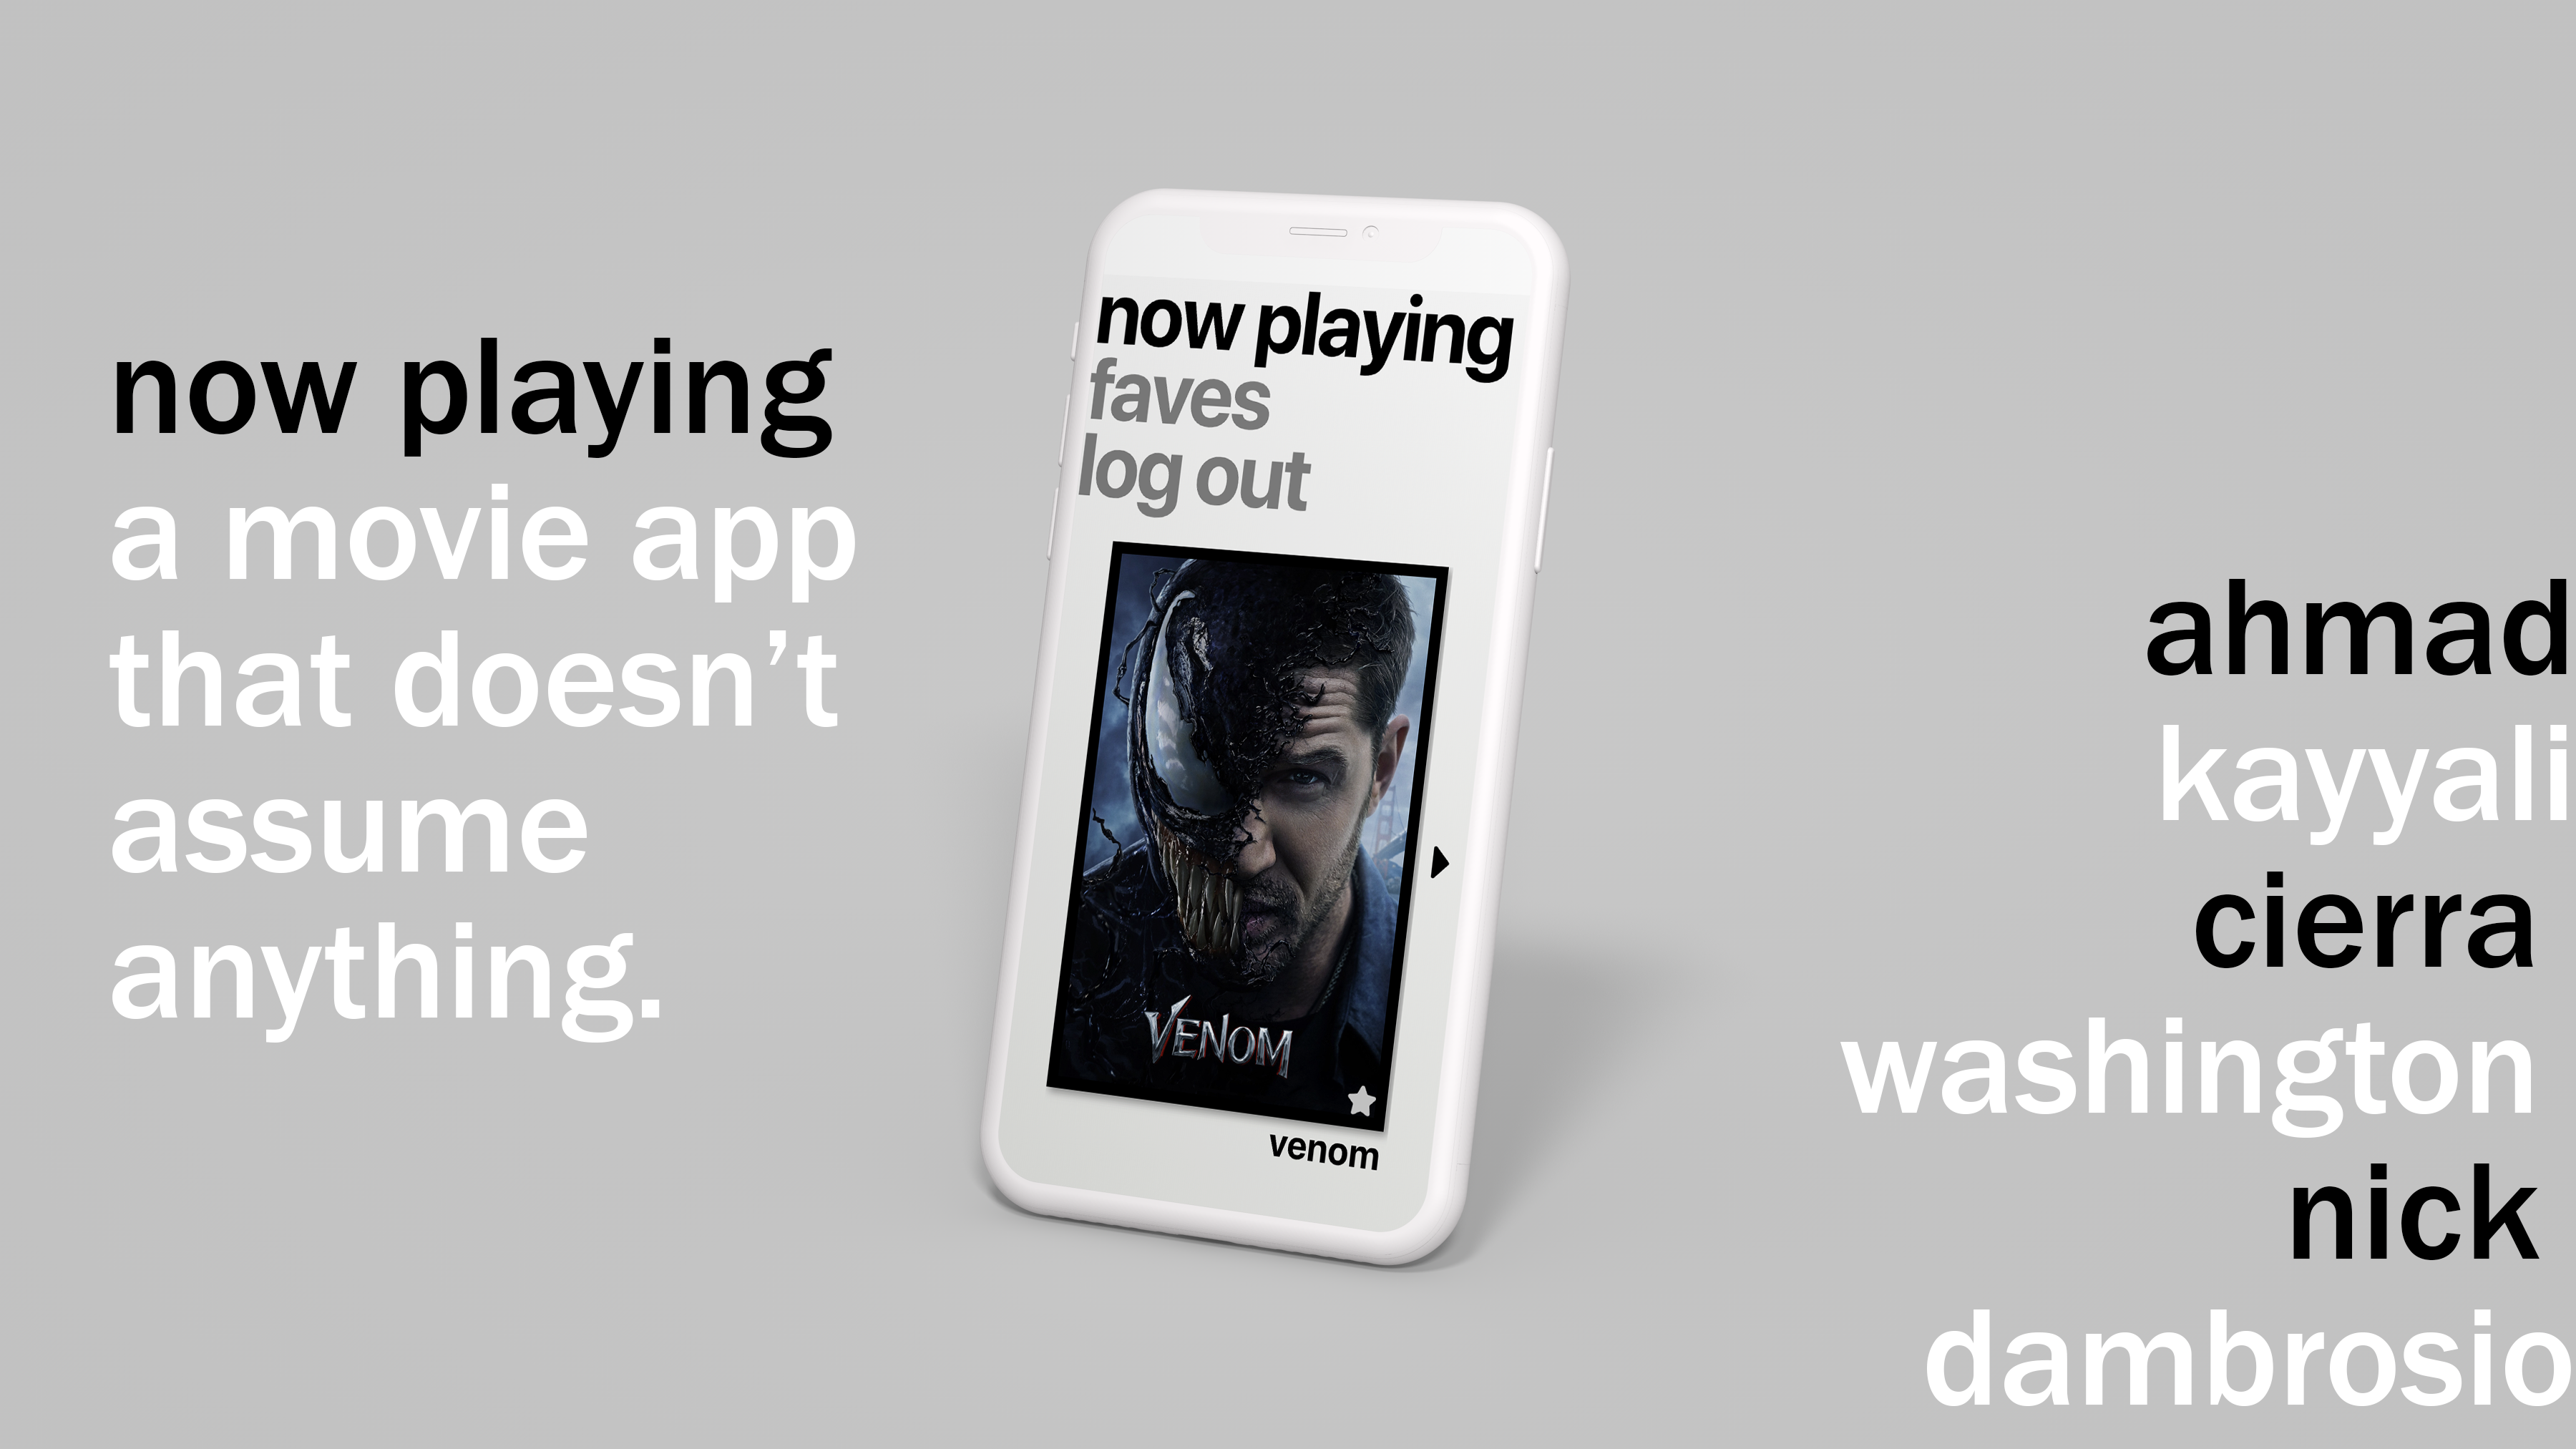 now playing
a movie app
that doesn’t
assume
anything.
now playing
faves
log out
VENOM
venom
ahmad
kayyali
cierra
washington
nick
dambrosio